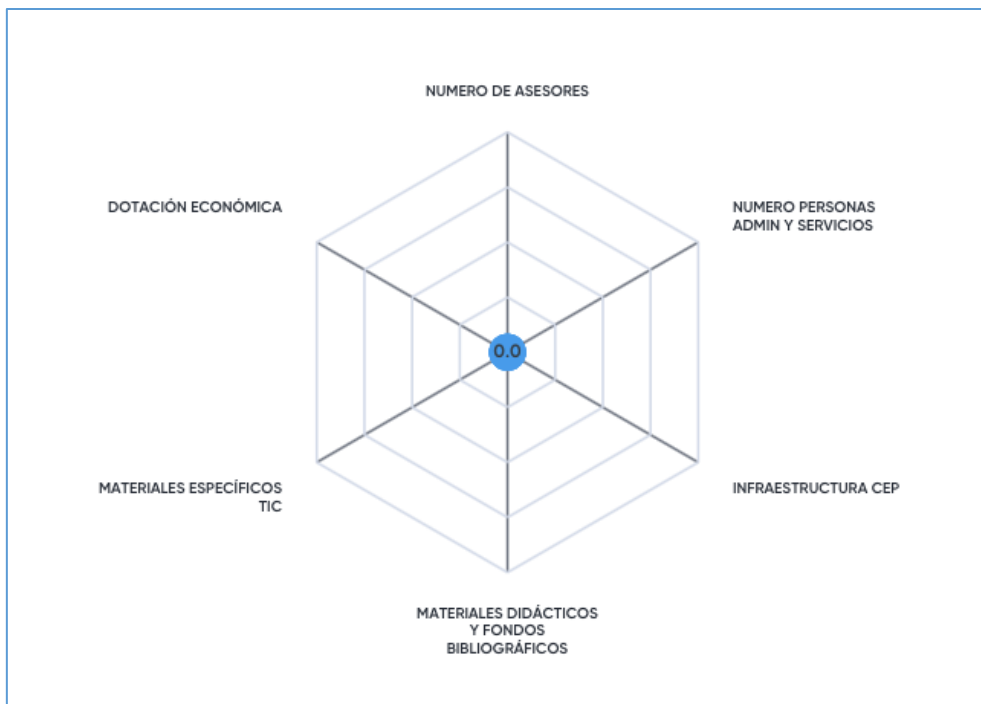 NUMERO DE ASESORES
DOTACIÓN ECONÓMICA
NUMERO PERSONAS
ADMIN Y SERVICIOS
0.0
MATERIALES ESPECÍFICOS
TIC
INFRAESTRUCTURA CEP
MATERIALES DIDÁCTICOS
Y FONDOS
BIBLIOGRÁFICOS